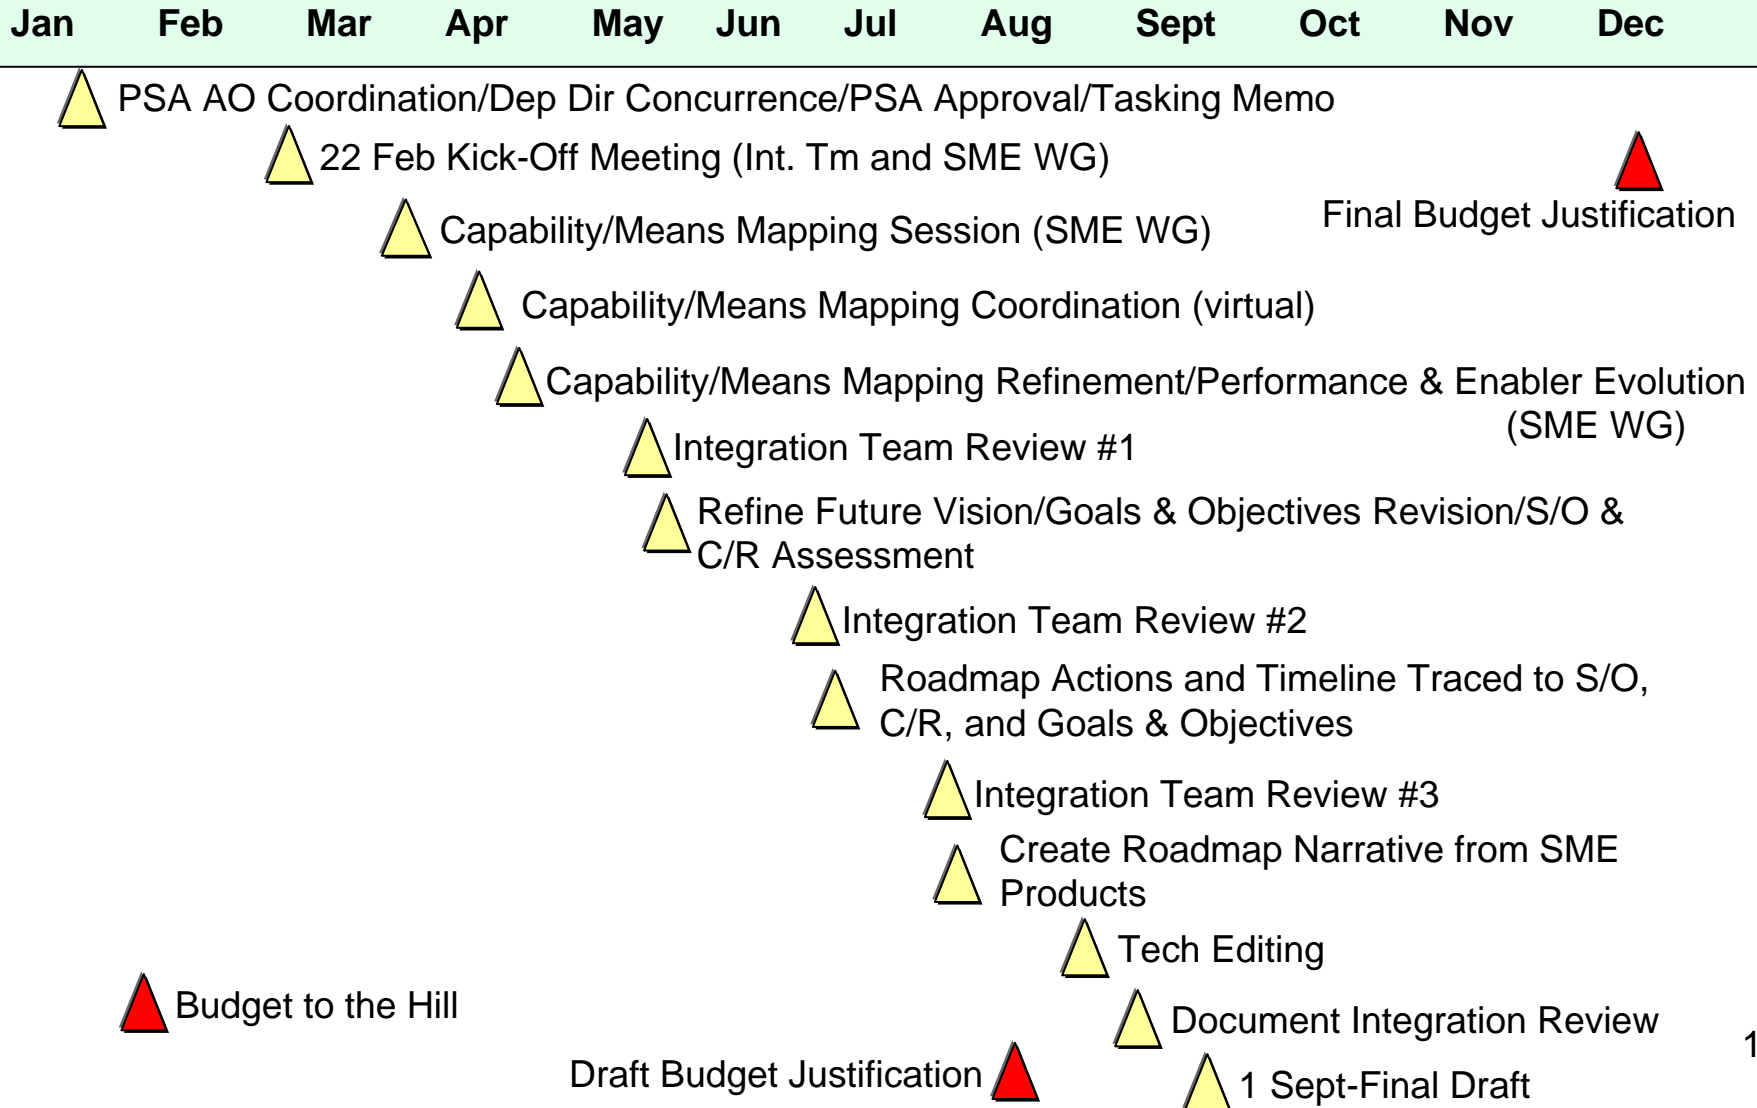 Jan Feb Mar Apr May Jun Jul Aug Sept Oct Nov Dec
PSA AO Coordination/Dep Dir Concurrence/PSA Approval/Tasking Memo
22 Feb Kick-Off Meeting (Int. Tm and SME WG)
Final Budget Justification
Capability/Means Mapping Session (SME WG)
Capability/Means Mapping Coordination (virtual)
Capability/Means Mapping Refinement/Performance & Enabler Evolution
(SME WG)
Integration Team Review #1
Refine Future Vision/Goals & Objectives Revision/S/O &
C/R Assessment
Integration Team Review #2
Roadmap Actions and Timeline Traced to S/O,
C/R, and Goals & Objectives
Integration Team Review #3
Create Roadmap Narrative from SME
Products
Tech Editing
Budget to the Hill
Document Integration Review
1
Draft Budget Justification
1 Sept-Final Draft